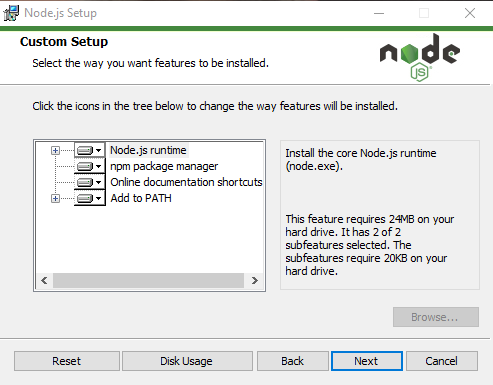 Node.js Setup
Custom Setup
Select the way you want features to be installed.
node
JS
Click the icons in the tree below to change the way features will be installed.
Node.js runtime
npm package manager
Online documentation shortcuts
Add to PATH
Install the core Node.js runtime
(node.exe).
This feature requires 24MB on your
hard drive. It has 2 of 2
subfeatures selected. The
subfeatures require 20KB on your
hard drive.
Browse...
Reset
Disk Usage
Back
Next
Cancel